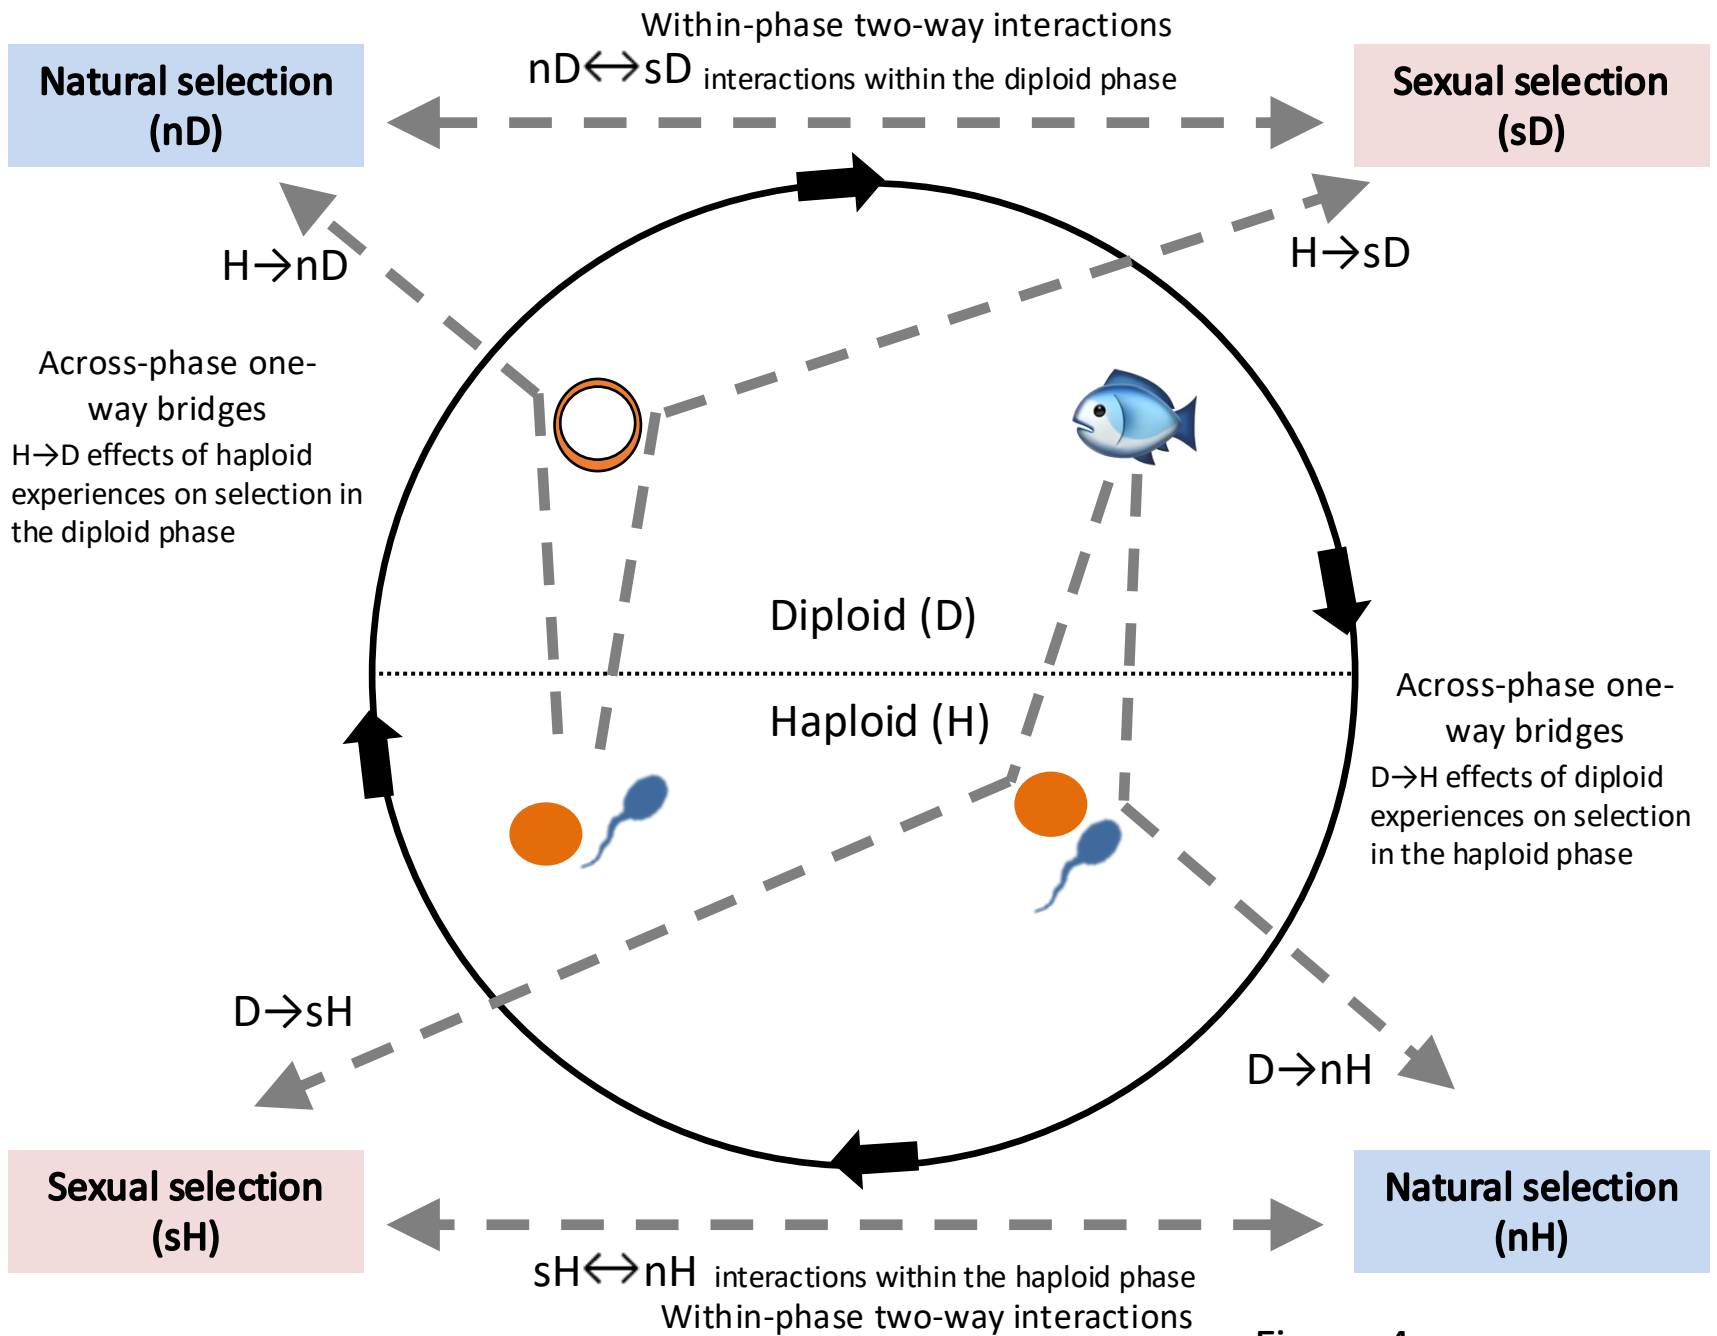 Within-phase two-way interactions
nD↔sD interactions within the diploid phase
Natural selection
(nD)
Sexual selection
(sD)
H→nD
H→sD
Across-phase one-
way bridges
H→D effects of haploid
experiences on selection in
the diploid phase
Diploid (D)
Haploid (H)
Across-phase one-
way bridges
D→H effects of diploid
experiences on selection
in the haploid phase
D→sH
D→nH
Sexual selection
(sH)
Natural selection
(nH)
sH↔nH interactions within the haploid phase
Within-phase two-way interactions